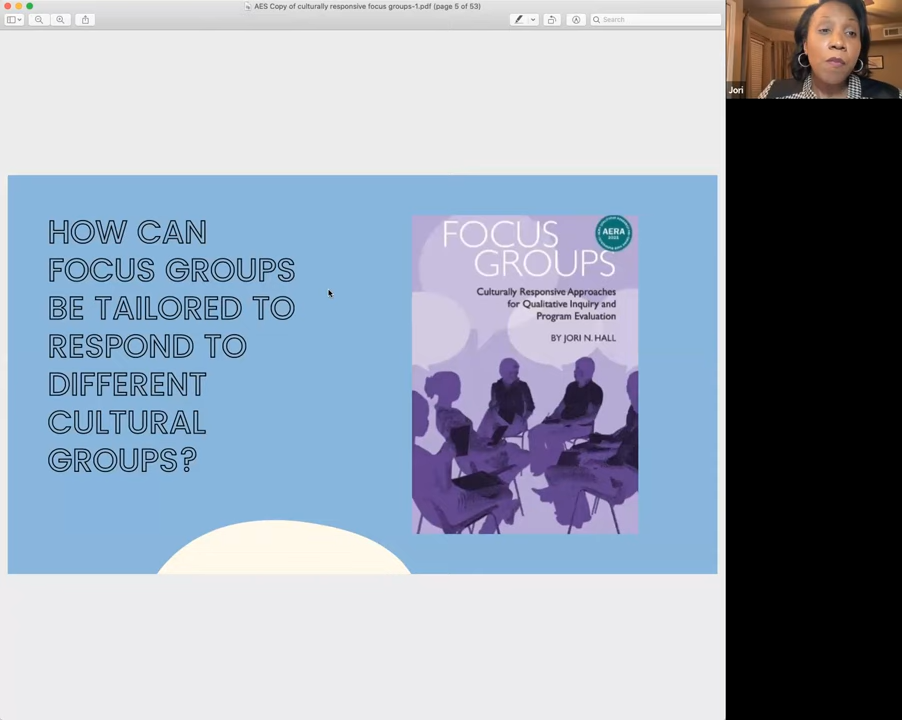 AES Copy of culturally responsive focus groups-1.pdf (page 5 of 53)
Search
Jori
HOW CAN
FOCUS GROUPS
BE TAILORED TO
RESPOND TO
DIFFERENT
CULTURAL
GROUPS?
FOCUS
GROUPS
AERA
Culturally Responsive Approaches
for Qualitative Inquiry and
Program Evaluation
BY JORI N. HALL